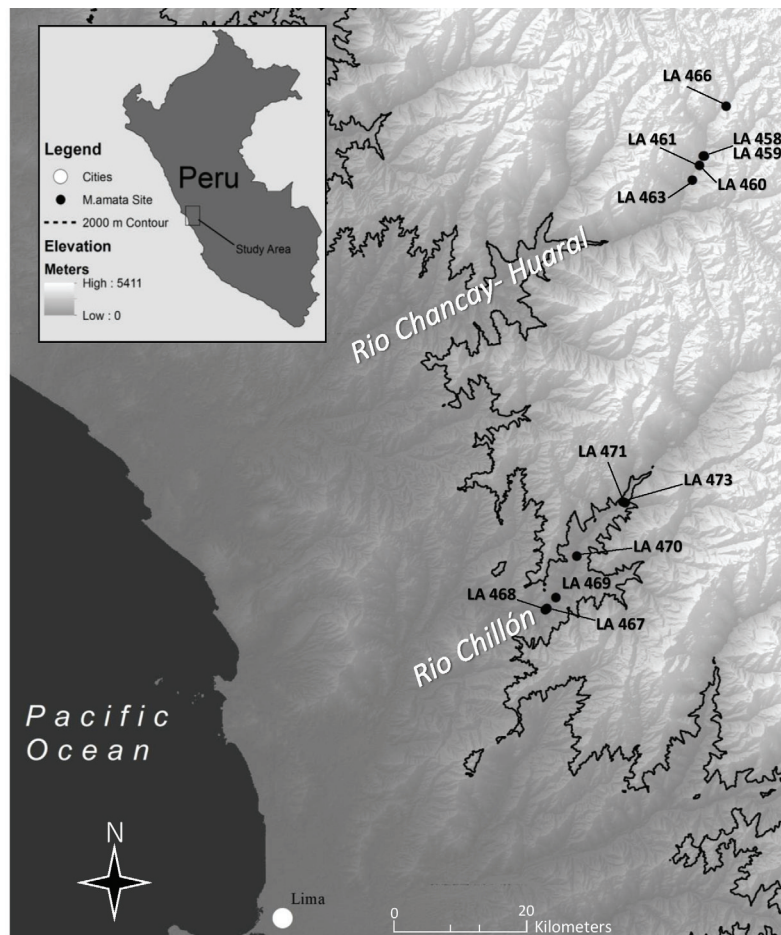 Legend
Cities
M.amata Site
2000 m Contour
Elevation
Meters
High : 5411
Low : 0
Peru
Study Area
LA 466
LA 461
LA 458
LA 459
LA 463
LA 460
Rio Chancay- Huaral
LA 471
LA 473
LA 470
LA 469
LA 468
LA 467
Rio Chillón
Pacific
Ocean
N
Lima
0
20
Kilometers